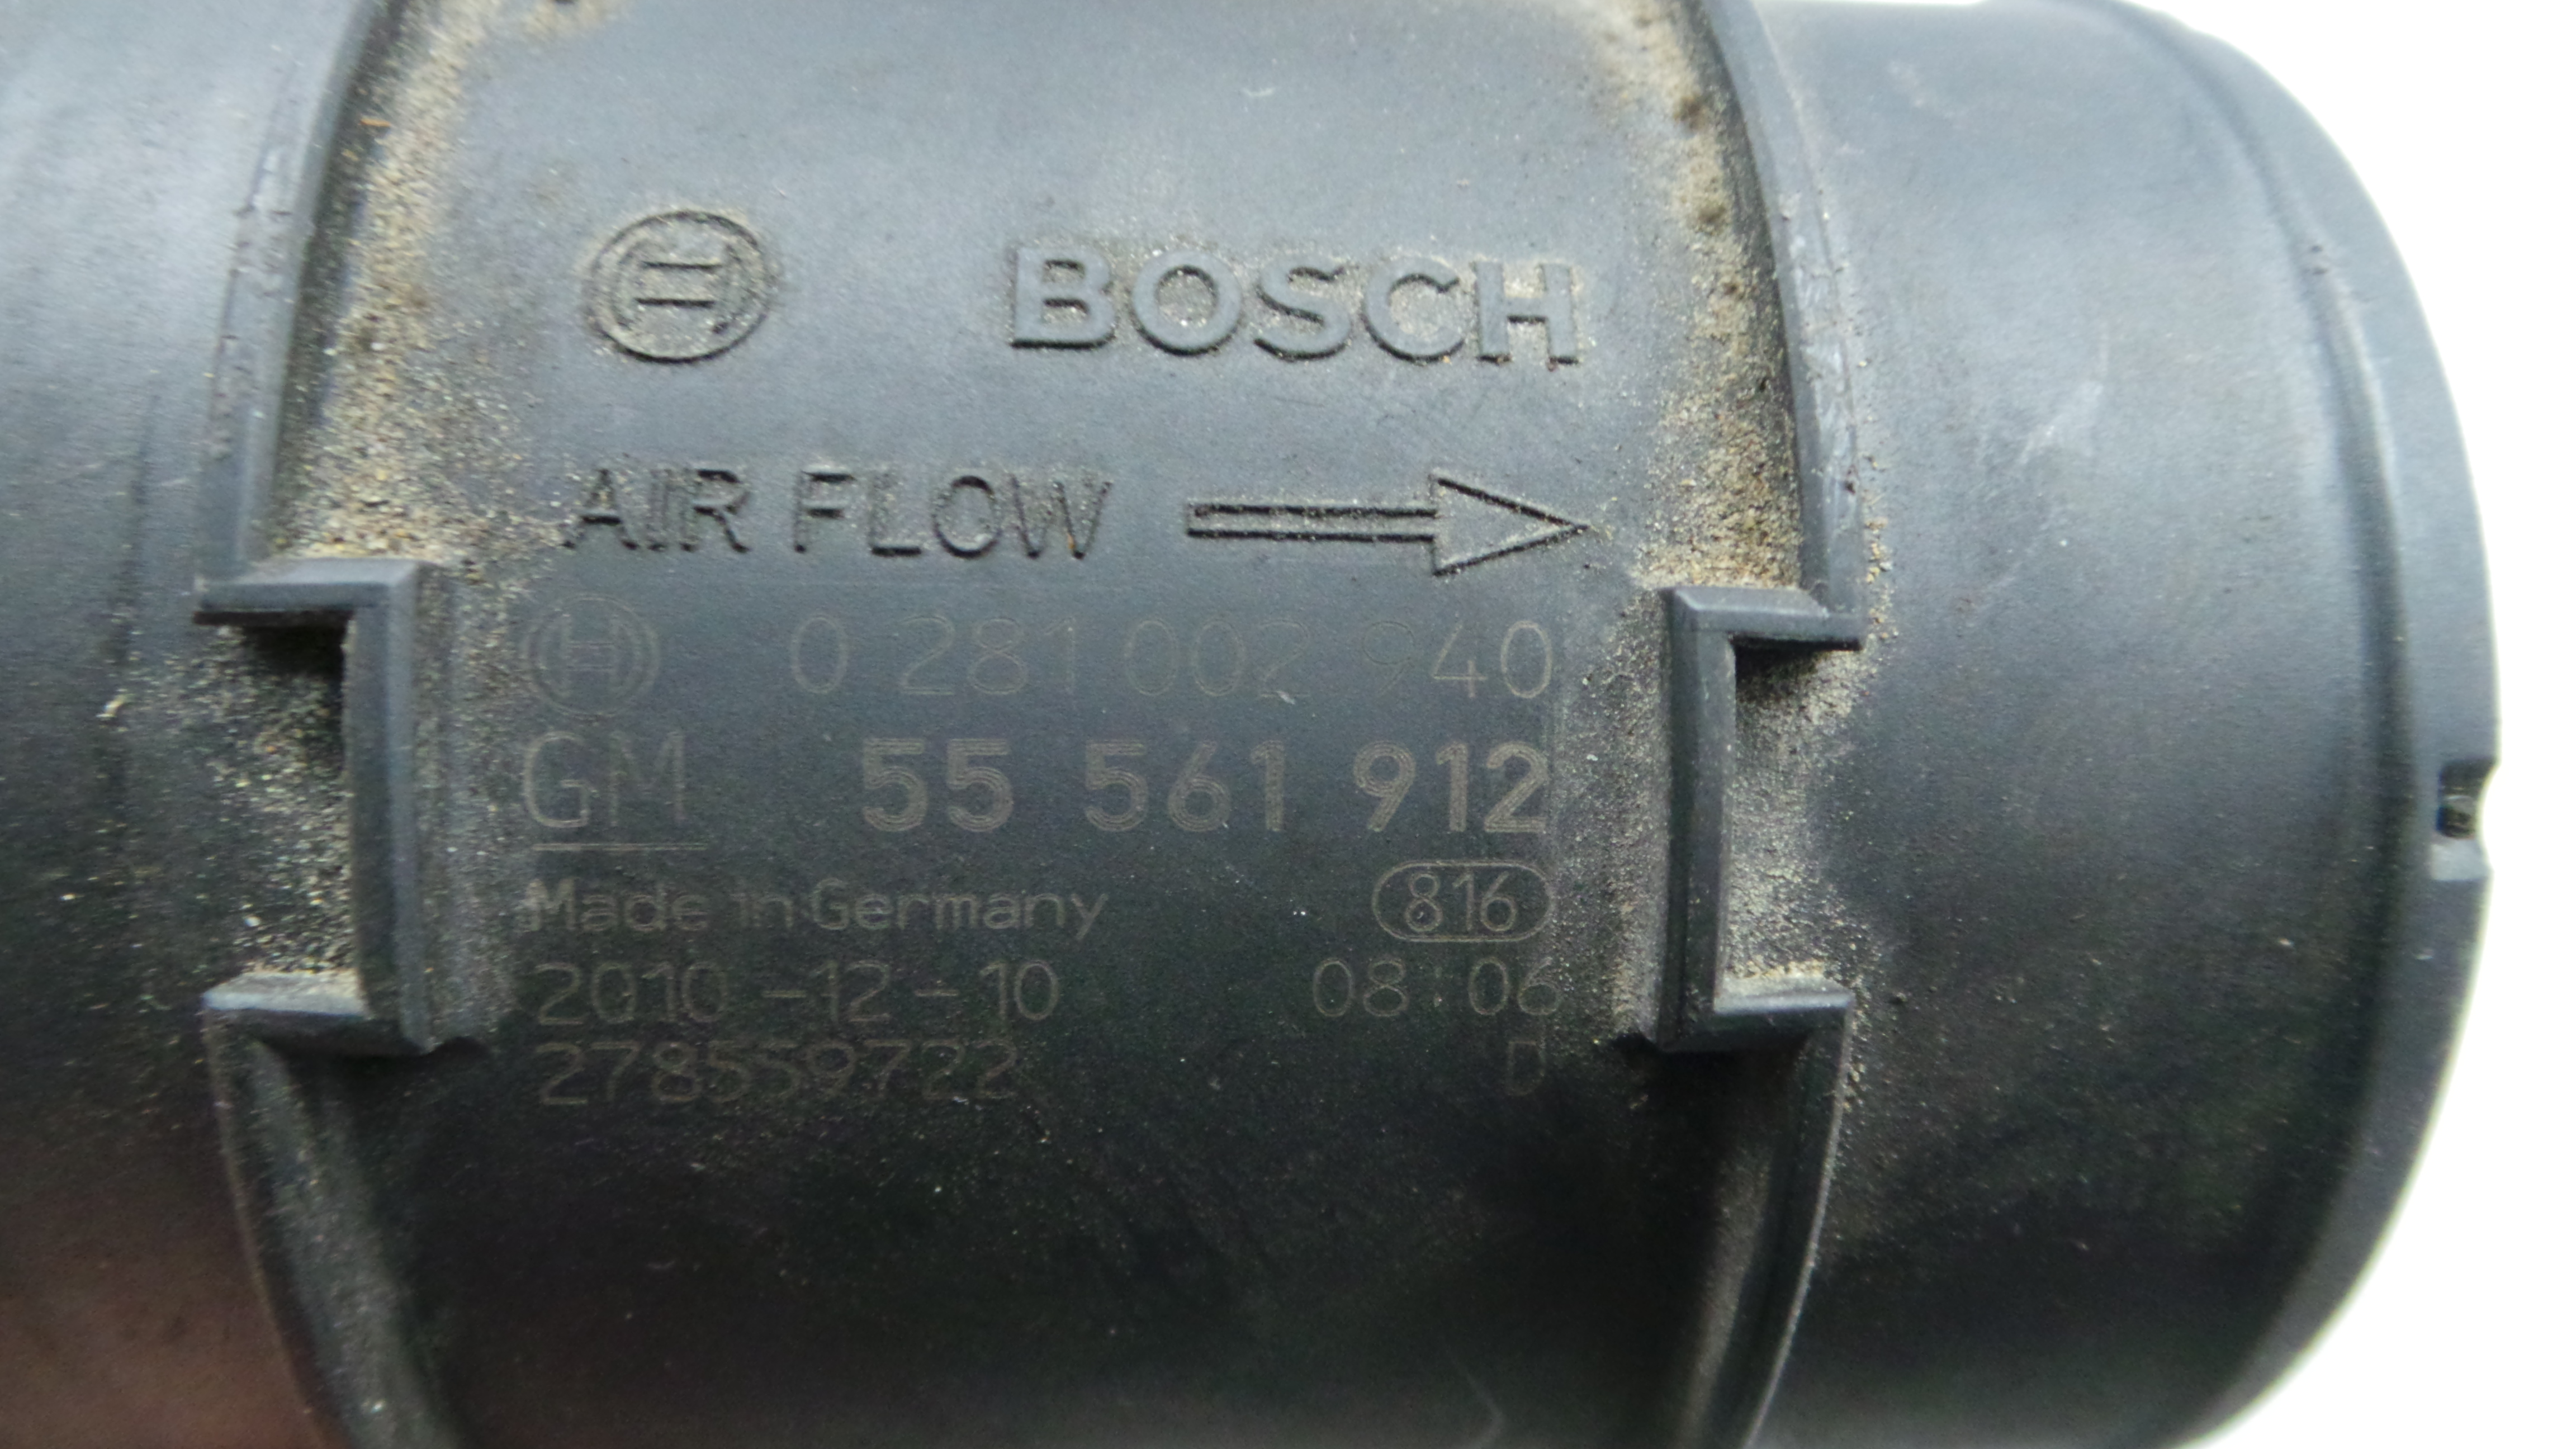 BOSCH
AIR FLOW
0 281 002 940
GM 55 561 912
Made in Germany 816
2010-12-10 08:06
278559722 D